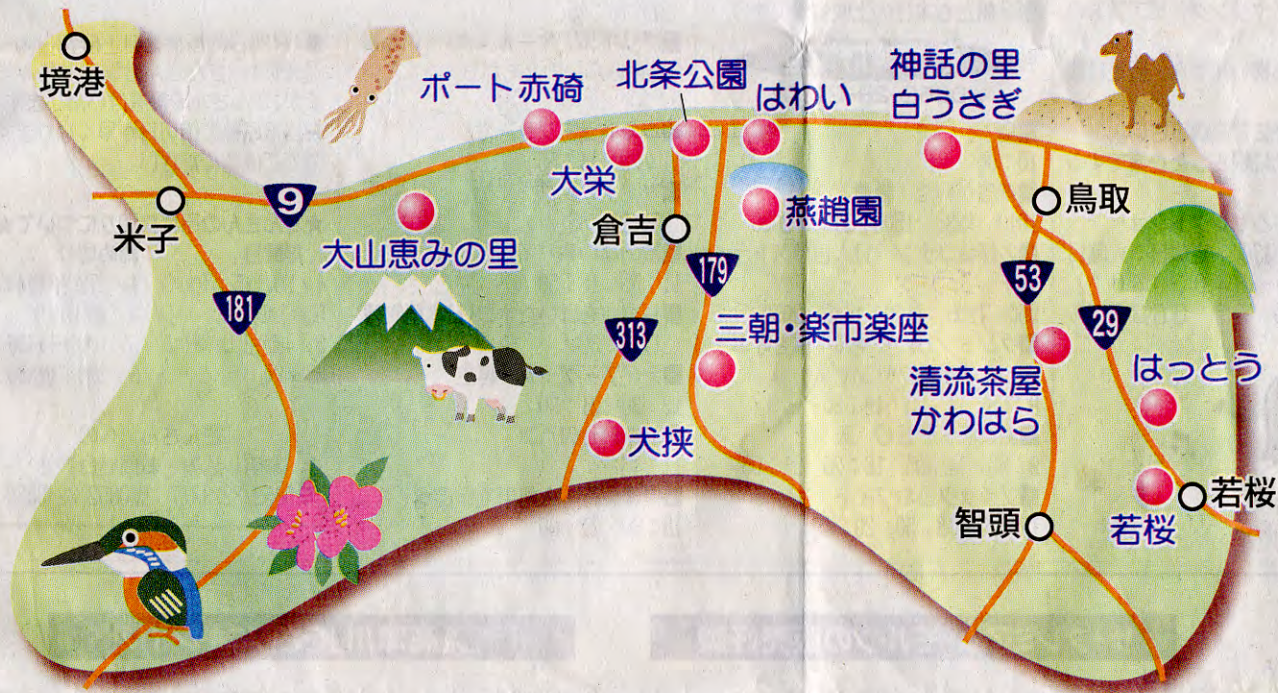 境港
ポート赤碕
北条公園
はわい
神話の里
白うさぎ
大栄
9
米子
大山恵みの里
倉吉
燕趙園
鳥取
181
179
53
313
29
三朝・楽市楽座
清流茶屋
かわはら
はっとう
犬挟
智頭
若桜
若桜